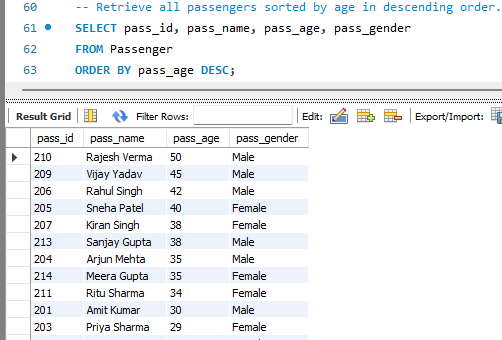 60 -- Retrieve all passengers sorted by age in descending order.
61 SELECT pass_id, pass_name, pass_age, pass_gender
62 FROM Passenger
63 ORDER BY pass_age DESC;
Result Grid Filter Rows: Edit: Export/Import:
pass_id pass_name pass_age pass_gender
210 Rajesh Verma 50 Male
209 Vijay Yadav 45 Male
206 Rahul Singh 42 Male
205 Sneha Patel 40 Female
207 Kiran Singh 38 Female
213 Sanjay Gupta 38 Male
204 Arjun Mehta 35 Male
214 Meera Gupta 35 Female
211 Ritu Sharma 34 Female
201 Amit Kumar 30 Male
203 Priya Sharma 29 Female